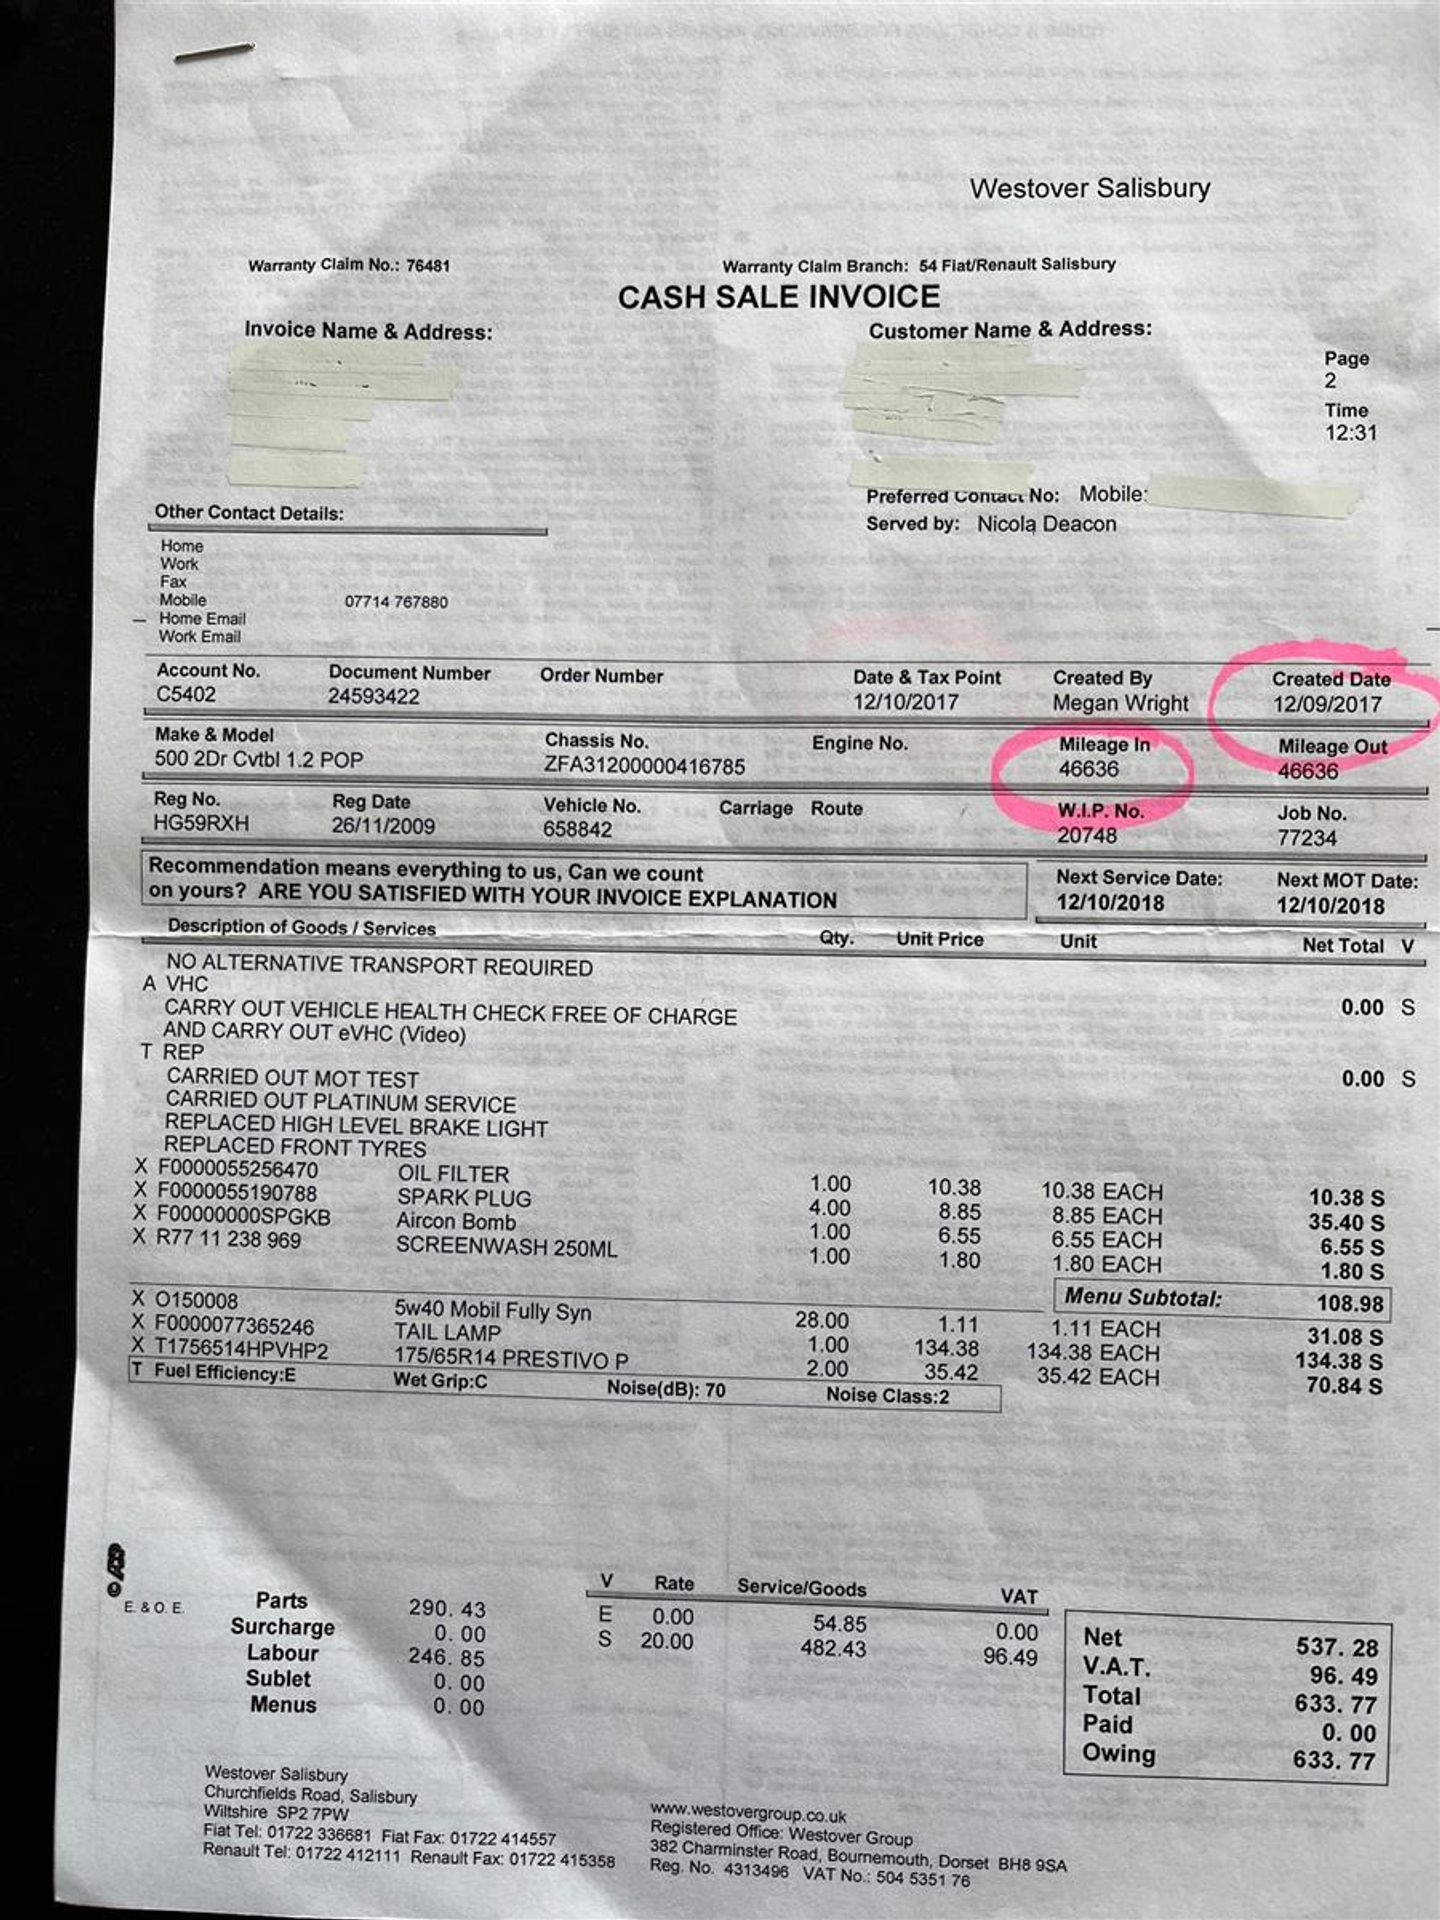 Westover Salisbury
Warranty Claim No.: 76481 Warranty Claim Branch: 54 Fiat/Renault Salisbury
CASH SALE INVOICE
Invoice Name & Address: Customer Name & Address:
Page
2
Time
12:31
Preferred Contact No: Mobile:
Served by: Nicola Deacon
Other Contact Details:
Home
Work
Fax
Mobile 07714 767880
Home Email
Work Email
Account No. Document Number Order Number Date & Tax Point Created By Created Date
C5402 24593422 12/10/2017 Megan Wright 12/09/2017
Make & Model Chassis No. Engine No. Mileage In Mileage Out
500 2Dr Cvtbl 1.2 POP ZFA31200000416785 46636 46636
Reg No. Reg Date Vehicle No. Carriage Route W.I.P. No. Job No.
HG59RXH 26/11/2009 658842 20748 77234
Recommendation means everything to us, Can we count
on yours? ARE YOU SATISFIED WITH YOUR INVOICE EXPLANATION
Next Service Date: Next MOT Date:
12/10/2018 12/10/2018
Description of Goods / Services Qty. Unit Price Unit Net Total V
NO ALTERNATIVE TRANSPORT REQUIRED
A VHC 0.00 S
CARRY OUT VEHICLE HEALTH CHECK FREE OF CHARGE
AND CARRY OUT eVHC (Video)
T REP 0.00 S
CARRIED OUT MOT TEST
CARRIED OUT PLATINUM SERVICE
REPLACED HIGH LEVEL BRAKE LIGHT
REPLACED FRONT TYRES
X F0000055256470 OIL FILTER 1.00 10.38 10.38 EACH 10.38 S
X F0000055190788 SPARK PLUG 4.00 8.85 8.85 EACH 35.40 S
X F00000000SPGKB Aircon Bomb 1.00 6.55 6.55 EACH 6.55 S
X R77 11 238 969 SCREENWASH 250ML 1.00 1.80 1.80 EACH 1.80 S
Menu Subtotal: 108.98
X O150008 5w40 Mobil Fully Syn 28.00 1.11 1.11 EACH 31.08 S
X F0000077365246 TAIL LAMP 1.00 134.38 134.38 EACH 134.38 S
X T1756514HPVHP2 175/65R14 PRESTIVO P 2.00 35.42 35.42 EACH 70.84 S
T Fuel Efficiency:E Wet Grip:C Noise(dB): 70 Noise Class:2
E. & O. E.
Parts 290. 43
Surcharge 0. 00
Labour 246. 85
Sublet 0. 00
Menus 0. 00
V Rate Service/Goods VAT
E 0.00 54.85 0.00
S 20.00 482.43 96.49
Net 537. 28
V.A.T. 96. 49
Total 633. 77
Paid 0. 00
Owing 633. 77
Westover Salisbury
Churchfields Road, Salisbury
Wiltshire SP2 7PW
Fiat Tel: 01722 336681 Fiat Fax: 01722 414557
Renault Tel: 01722 412111 Renault Fax: 01722 415358
www.westovergroup.co.uk
Registered Office: Westover Group
382 Charminster Road, Bournemouth, Dorset BH8 9SA
Reg. No. 4313496 VAT No.: 504 5351 76